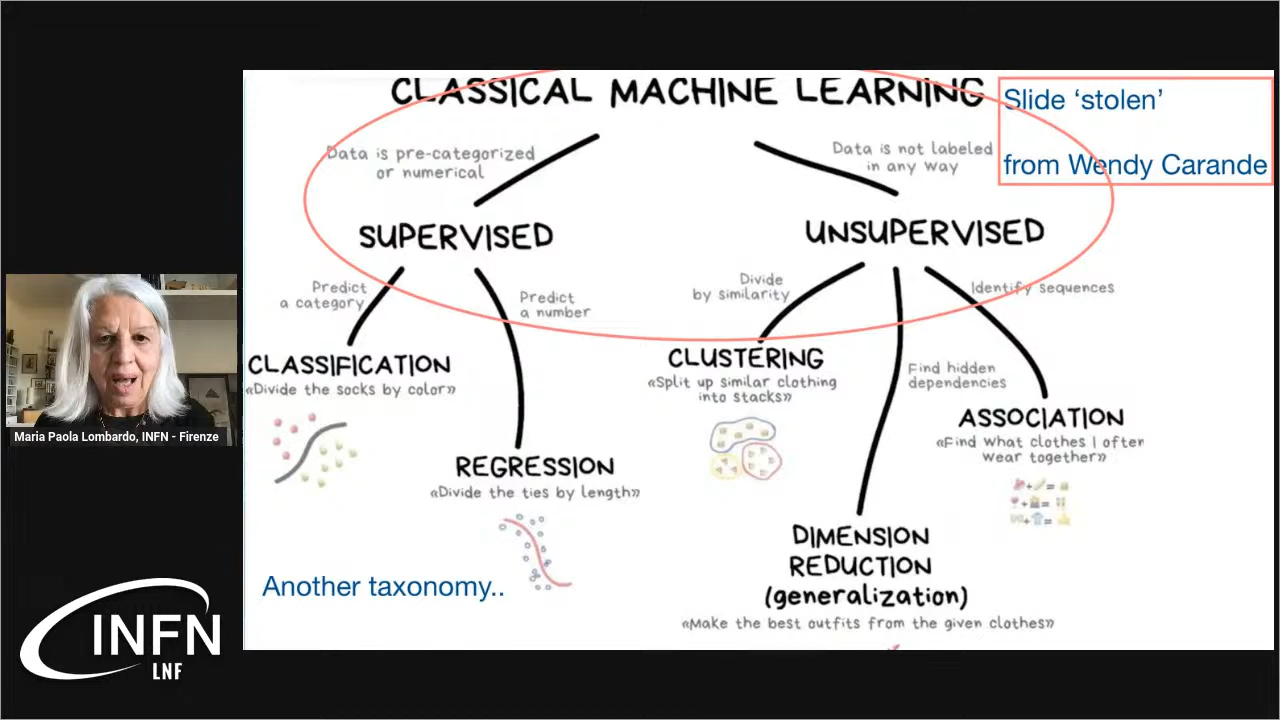 CLASSICAL MACHINE LEARNING
Slide ‘stolen’
from Wendy Carande
Data is pre-categorized
or numerical
Data is not labeled
in any way
SUPERVISED
UNSUPERVISED
Predict
a category
Predict
a number
Divide
by similarity
Identify sequences
CLASSIFICATION
«Divide the socks by color»
CLUSTERING
«Split up similar clothing
into stacks»
Find hidden
dependencies
ASSOCIATION
«Find what clothes I often
wear together»
REGRESSION
«Divide the ties by length»
DIMENSION
REDUCTION
(generalization)
«Make the best outfits from the given clothes»
Another taxonomy..
Maria Paola Lombardo, INFN - Firenze
INFN
LNF